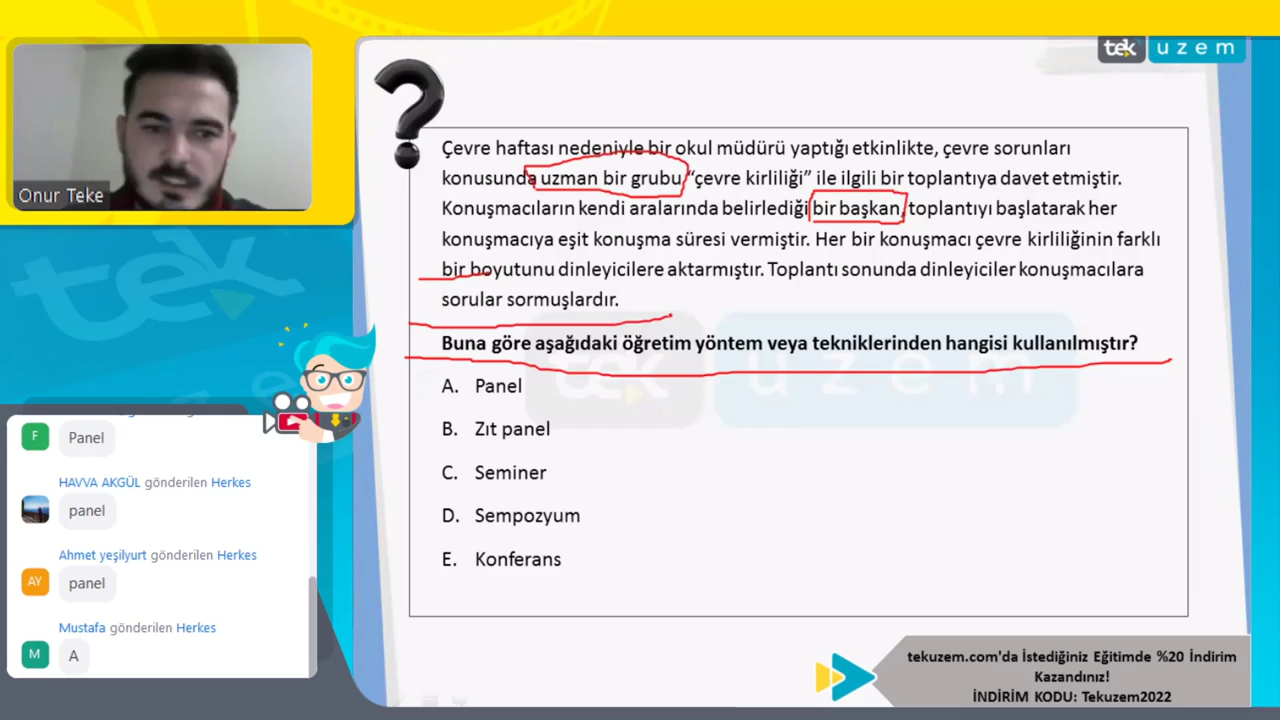 tek uzem
Onur Teke
Çevre haftası nedeniyle bir okul müdürü yaptığı etkinlikte, çevre sorunları
konusunda uzman bir grubu, “çevre kirliliği” ile ilgili bir toplantıya davet etmiştir.
Konuşmacıların kendi aralarında belirlediği bir başkan, toplantıyı başlatarak her
konuşmacıya eşit konuşma süresi vermiştir. Her bir konuşmacı çevre kirliliğinin farklı
bir boyutunu dinleyicilere aktarmıştır. Toplantı sonunda dinleyiciler konuşmacılara
sorular sormuşlardır.
Buna göre aşağıdaki öğretim yöntem veya tekniklerinden hangisi kullanılmıştır?
A. Panel
B. Zıt panel
C. Seminer
D. Sempozyum
E. Konferans
tek uzem
tek
F
Panel
HAVVA AKGÜL gönderilen Herkes
panel
Ahmet yeşilyurt gönderilen Herkes
AY
panel
Mustafa gönderilen Herkes
M
A
tekuzem.com'da İstediğiniz Eğitimde %20 İndirim
Kazandınız!
İNDİRİM KODU: Tekuzem2022